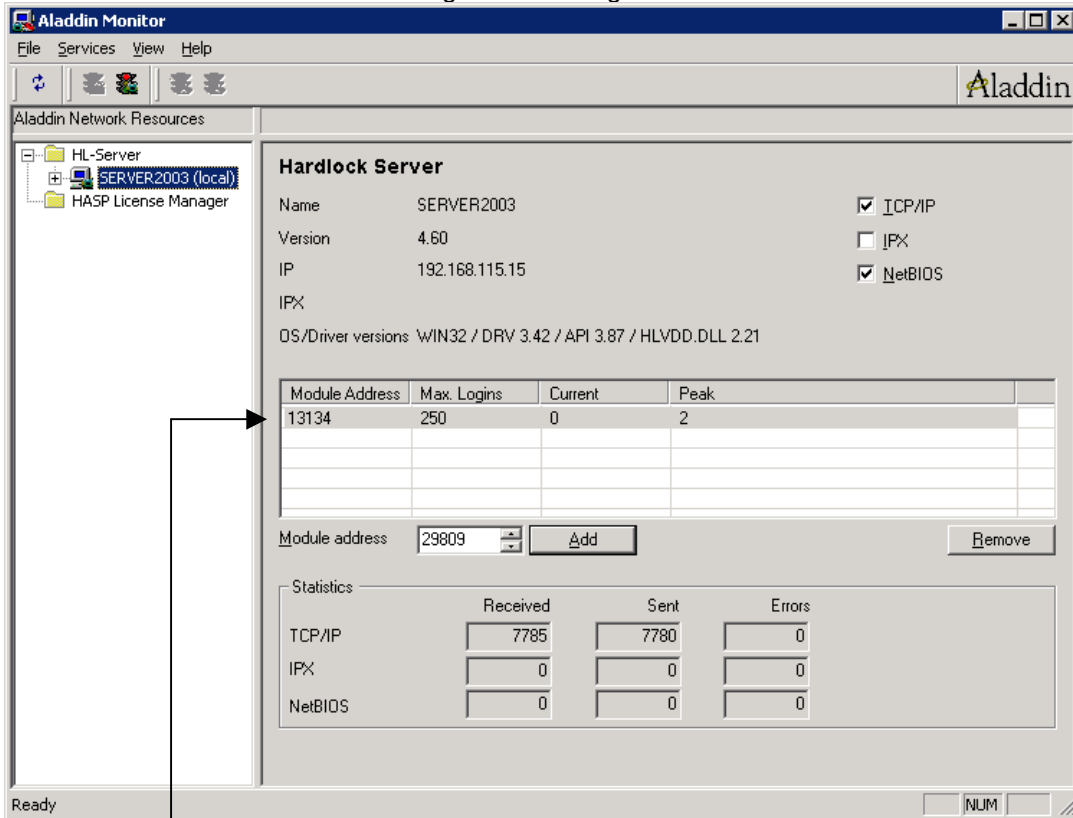 Aladdin Monitor
File Services View Help
Aladdin
Aladdin Network Resources
HL-Server
SERVER2003 (local)
HASP License Manager
Hardlock Server
Name SERVER2003
TCP/IP
Version 4.60
IPX
IP 192.168.115.15
NetBIOS
IPX
OS/Driver versions WIN32 / DRV 3.42 / API 3.87 / HLVDD.DLL 2.21
Module Address Max. Logins Current Peak
13134 250 0 2
Module address 29809 Add Remove
Statistics
Received Sent Errors
TCP/IP 7785 7780 0
IPX 0 0 0
NetBIOS 0 0 0
Ready NUM